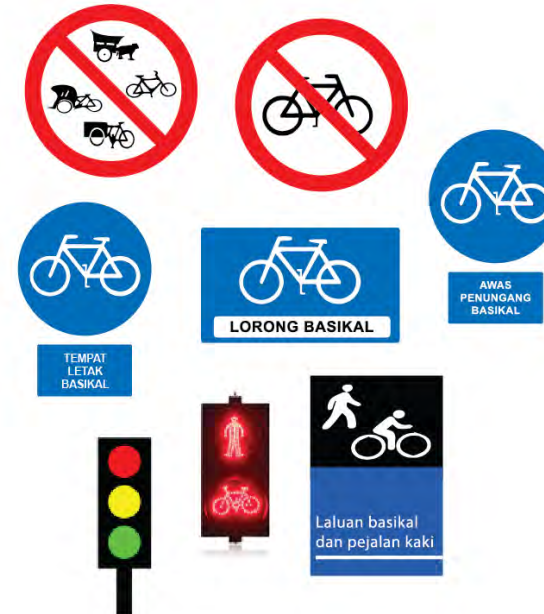 AWAS
PENUNGANG
BASIKAL
LORONG BASIKAL
TEMPAT
LETAK
BASIKAL
Laluan basikal
dan pejalan kaki